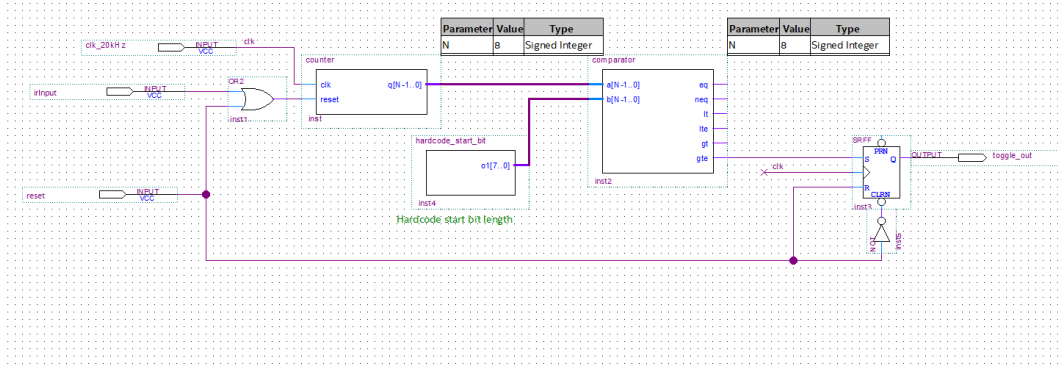 Parameter Value Type
N 8 Signed Integer
Parameter Value Type
N 8 Signed Integer
clk_20kHz INPUT VCC clk
counter
clk q[N-1..0]
reset
inst
comparator
a[N-1..0] eq
b[N-1..0] neq
lt
lte
gt
gte
inst2
irInput INPUT VCC
OR2
inst1
hardcode_start_bit
o1[7..0]
inst4
Hardcode start bit length
reset INPUT VCC
clk
SRFF
PRN
S Q
R
CLRN
inst3
OUTPUT toggle_out
NOT
inst5